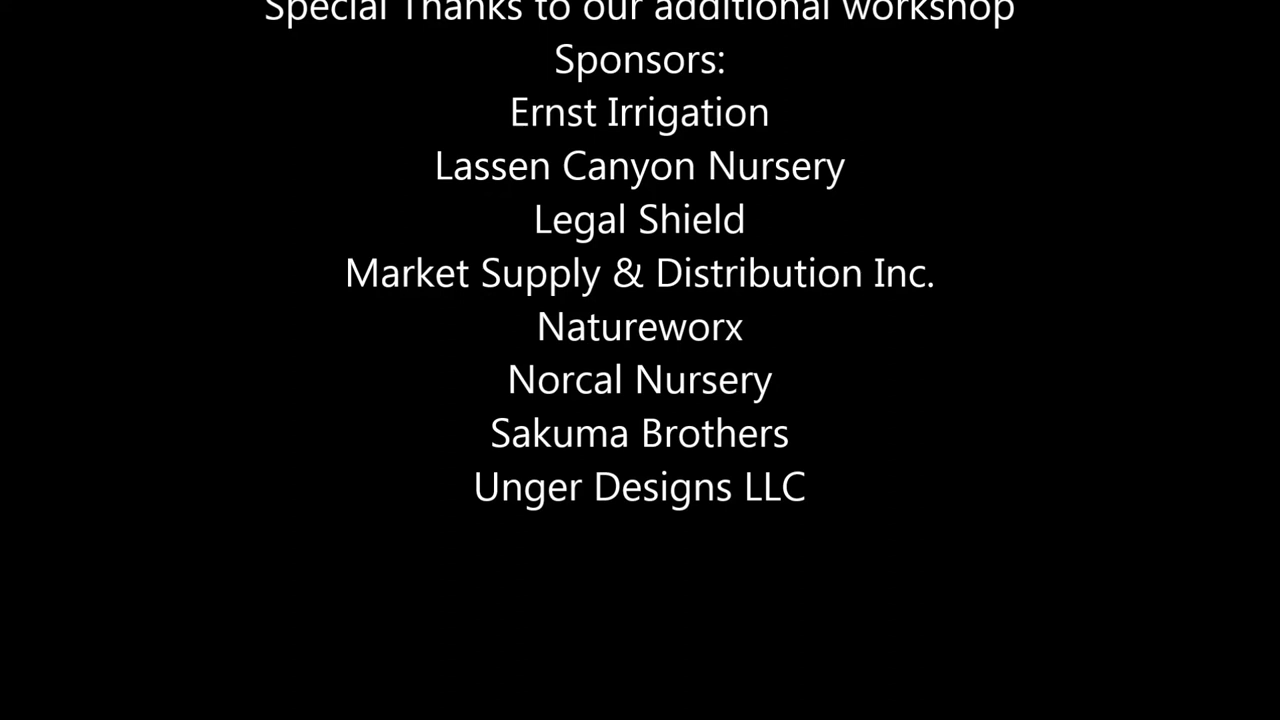 Special Thanks to our additional workshop
Sponsors:
Ernst Irrigation
Lassen Canyon Nursery
Legal Shield
Market Supply & Distribution Inc.
Natureworx
Norcal Nursery
Sakuma Brothers
Unger Designs LLC